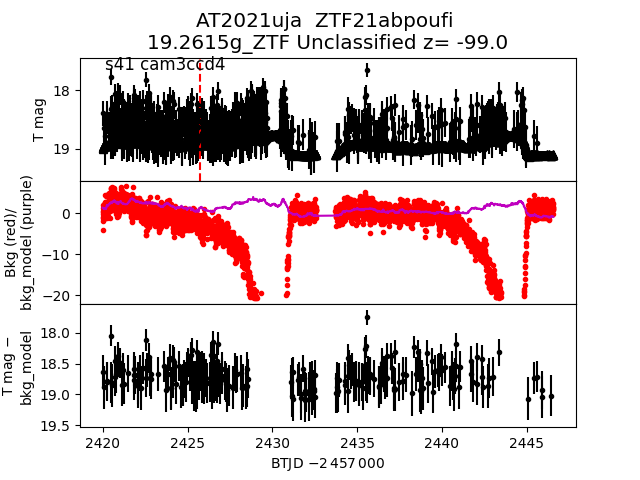 AT2021uja  ZTF21abpoufi
19.2615g_ZTF Unclassified z= -99.0
s41 cam3ccd4
T mag
18
19
Bkg (red)/
bkg_model (purple)
0
−10
−20
T mag −
bkg_model
18.0
18.5
19.0
19.5
2420
2425
2430
2435
2440
2445
BTJD −2 457 000